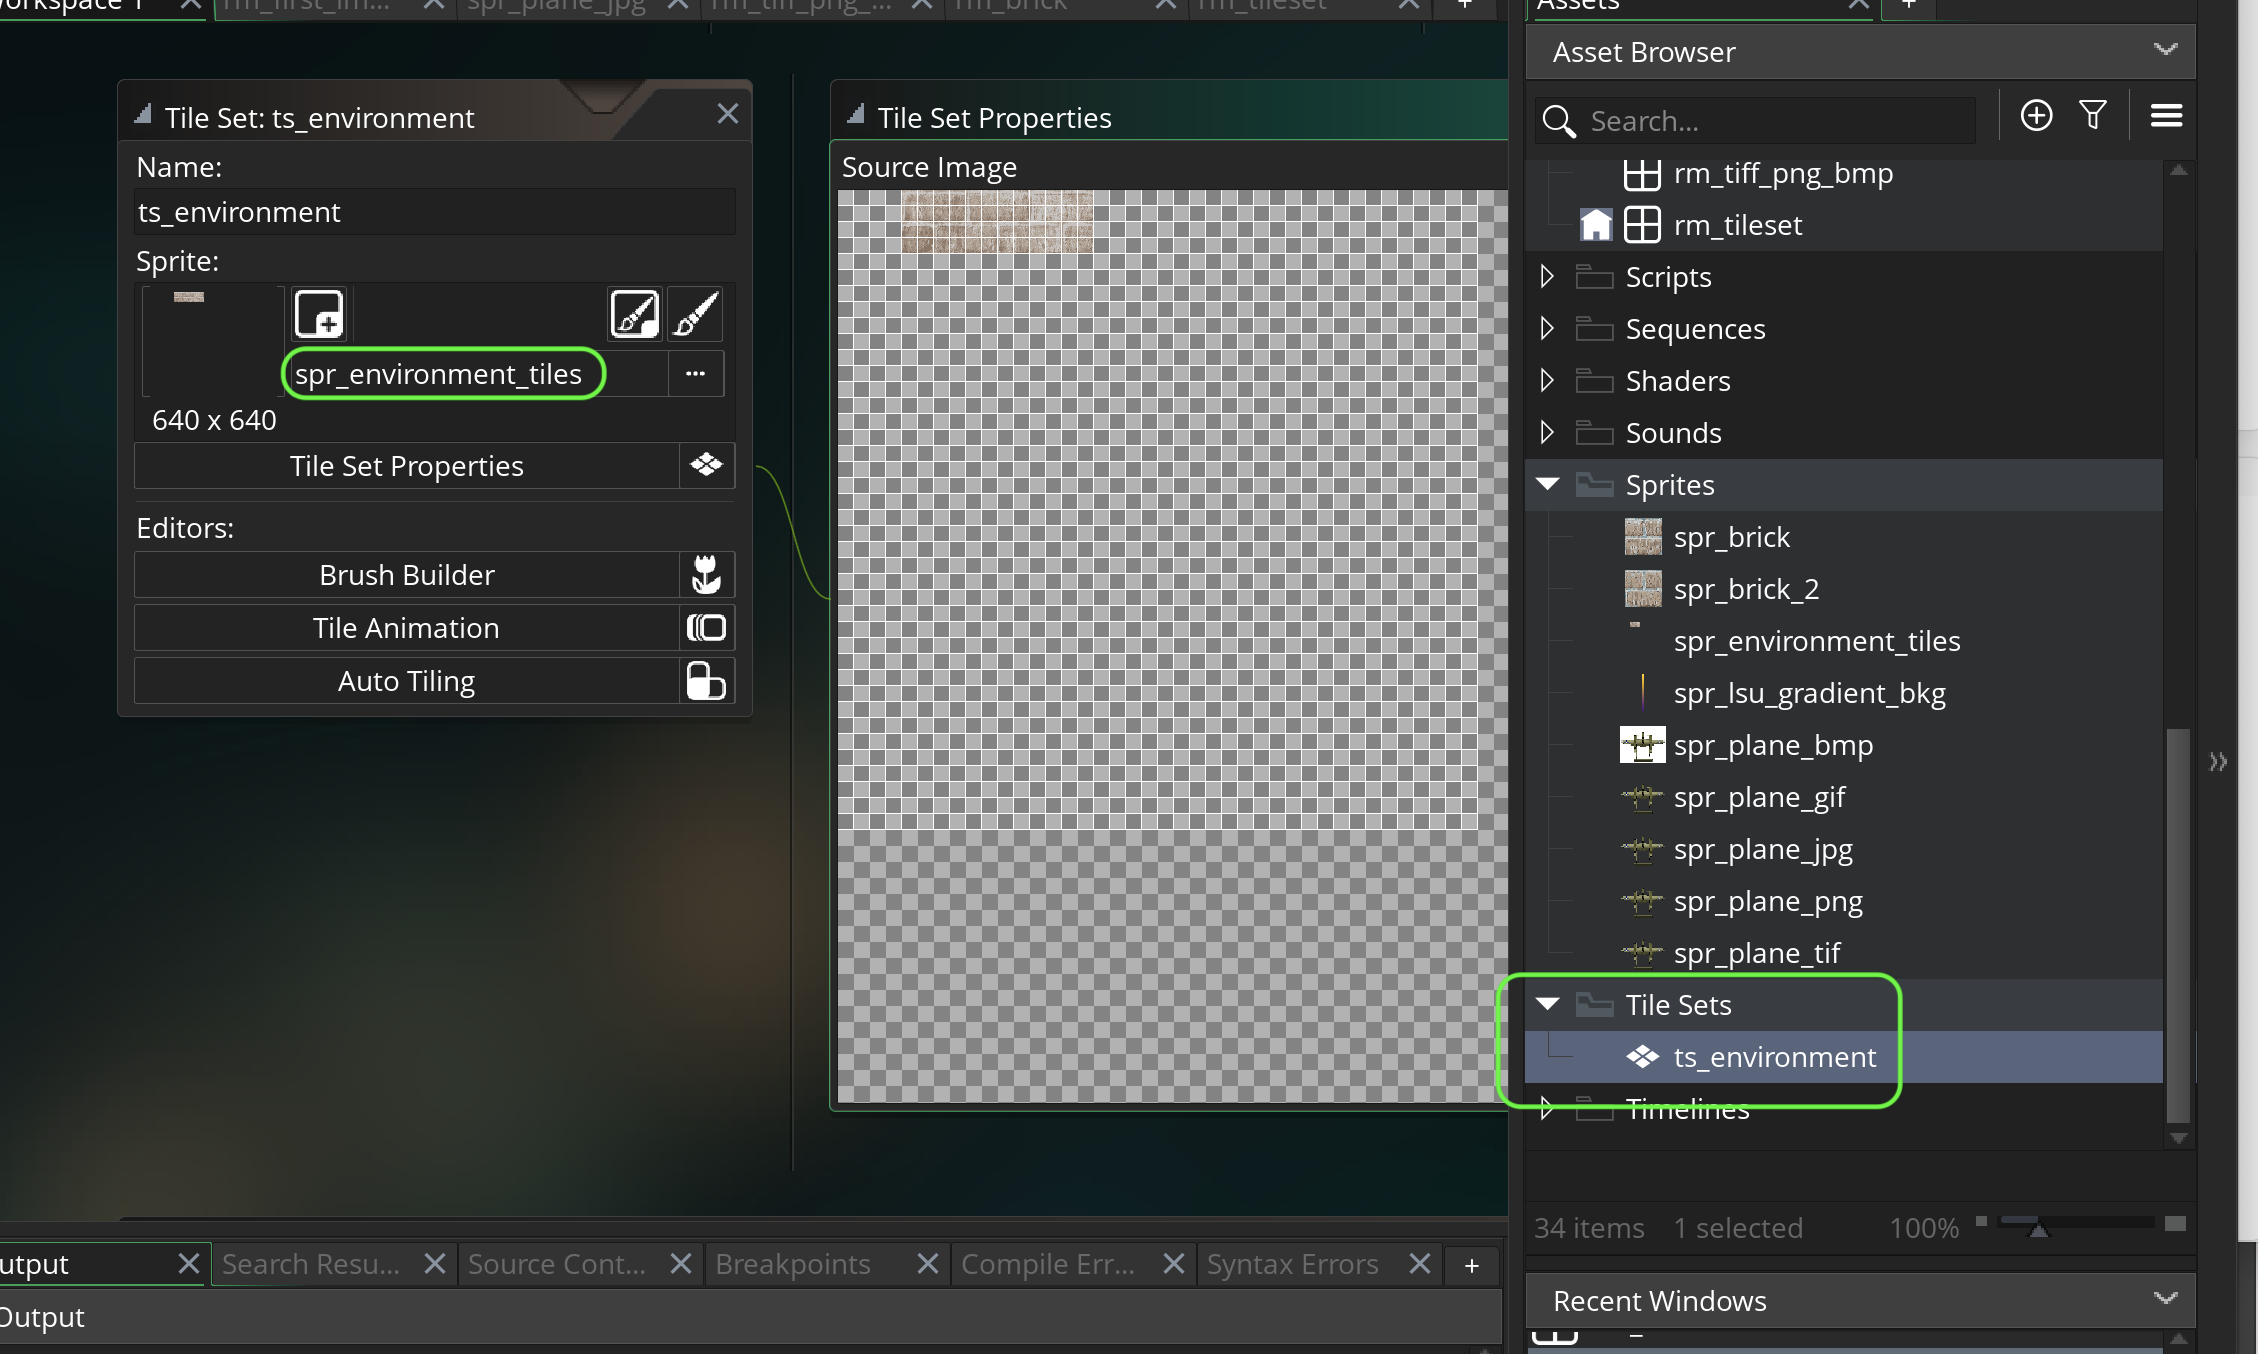 orkspace 1
rm_first_im...
spr_plane_jpg
rm_tiff_png_...
rm_brick
rm_tileset
+
Assets
+
Asset Browser
Search...
Tile Set: ts_environment
Name:
ts_environment
Sprite:
spr_environment_tiles
...
640 x 640
Tile Set Properties
Editors:
Brush Builder
Tile Animation
Auto Tiling
Tile Set Properties
Source Image
rm_tiff_png_bmp
rm_tileset
Scripts
Sequences
Shaders
Sounds
Sprites
spr_brick
spr_brick_2
spr_environment_tiles
spr_lsu_gradient_bkg
spr_plane_bmp
spr_plane_gif
spr_plane_jpg
spr_plane_png
spr_plane_tif
Tile Sets
ts_environment
Timelines
34 items 1 selected 100%
Recent Windows
utput
Search Resu...
Source Cont...
Breakpoints
Compile Err...
Syntax Errors
+
Output